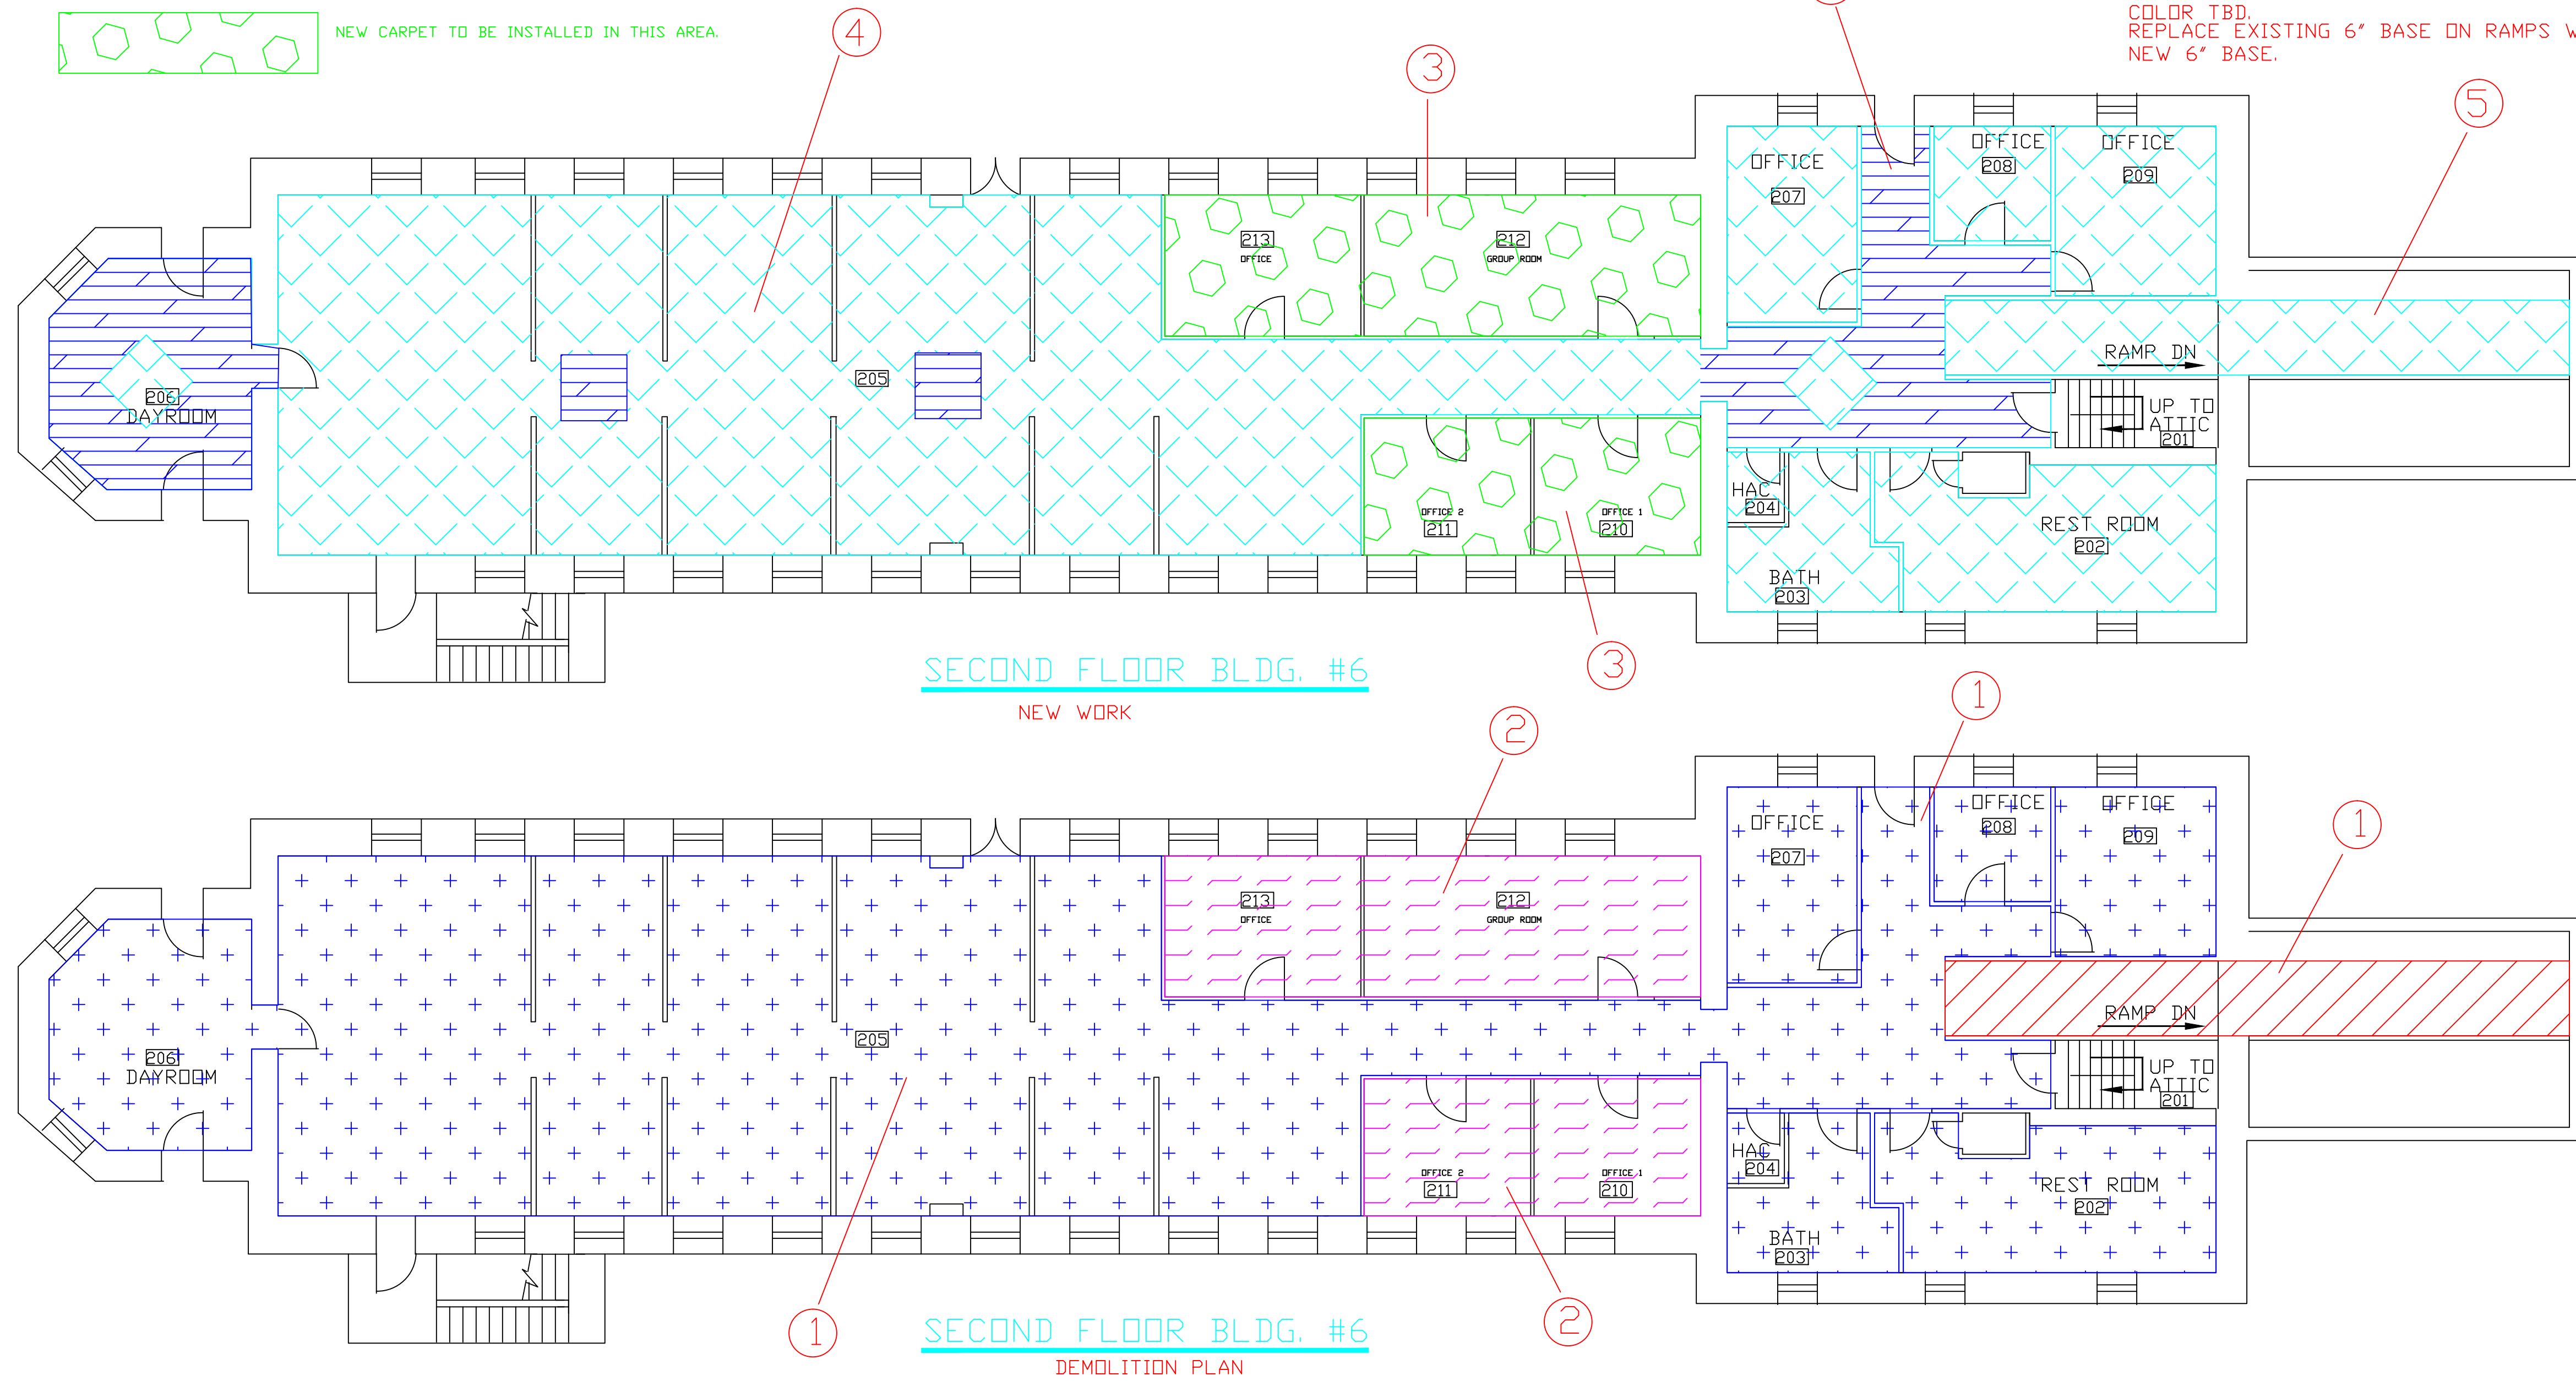 NEW CARPET TO BE INSTALLED IN THIS AREA.
COLOR TBD.
REPLACE EXISTING 6" BASE ON RAMPS W
NEW 6" BASE.
4
3
5
OFFICE
207
OFFICE
208
OFFICE
209
213
OFFICE
212
GROUP ROOM
206
DAYROOM
205
RAMP DN
UP TO
ATTIC
201
HAC
204
OFFICE 2
211
OFFICE 1
210
REST ROOM
202
BATH
203
3
SECOND FLOOR BLDG. #6
NEW WORK
2
1
1
OFFICE
207
OFFICE
208
OFFICE
209
213
OFFICE
212
GROUP ROOM
206
DAYROOM
205
RAMP DN
UP TO
ATTIC
201
HAC
204
OFFICE 2
211
OFFICE 1
210
REST ROOM
202
BATH
203
1
2
SECOND FLOOR BLDG. #6
DEMOLITION PLAN